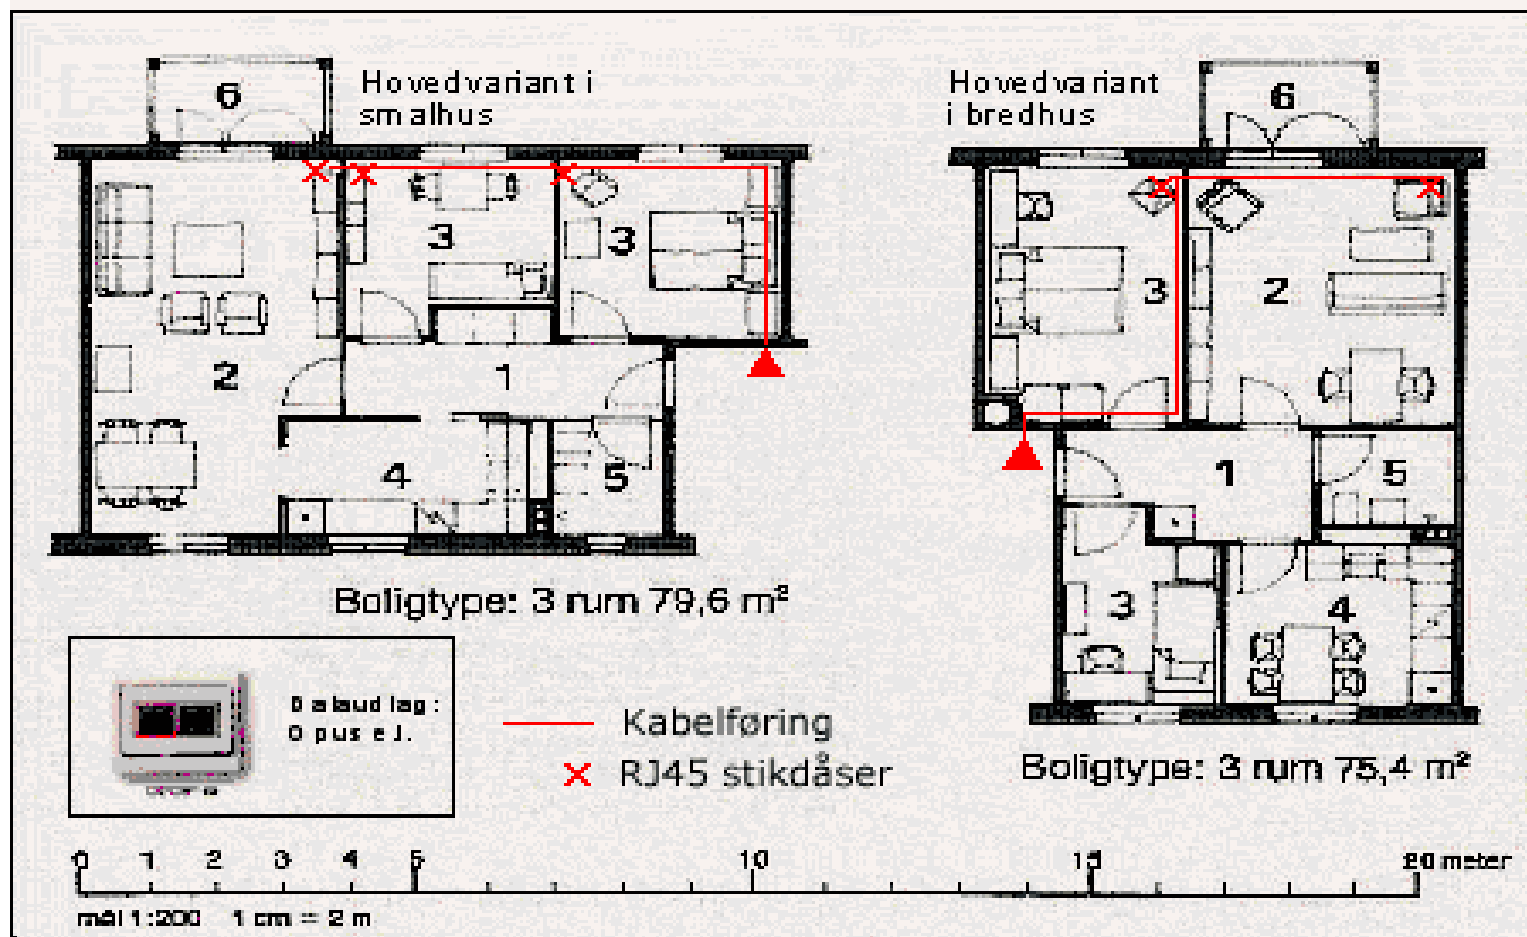 Hovedvariant i
smalhus
6
3
3
2
1
4
5
Boligtype: 3 rum 79,6 m²
Hovedvariant
i bredhus
6
3
2
1
5
3
4
Boligtype: 3 rum 75,4 m²
Dataudtag:
Opus e.l.
Kabelføring
RJ45 stikdåser
0 1 2 3 4 5 10 15 20 meter
mål 1:200 1 cm = 2 m